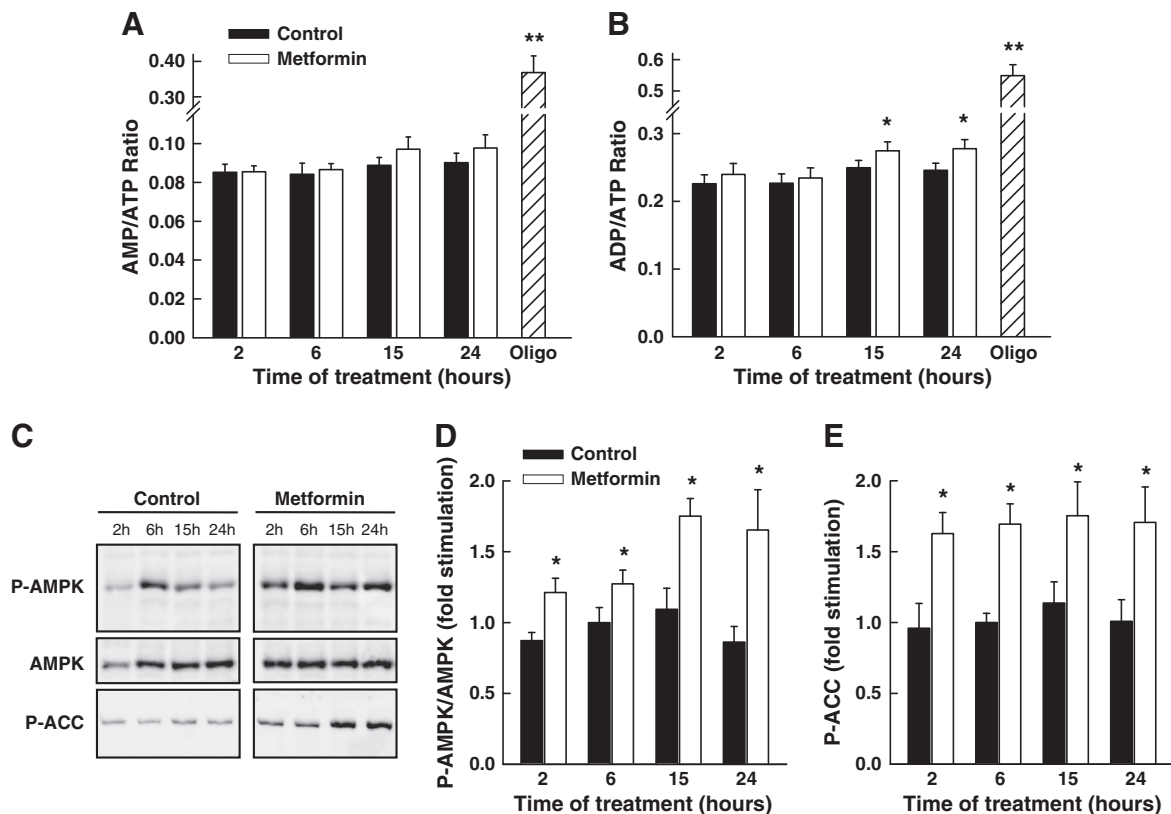 A
Control
Metformin
**
0.40
0.30
0.10
0.08
0.06
0.04
0.02
0.00
AMP/ATP Ratio
2 6 15 24 Oligo
Time of treatment (hours)
B
**
0.6
0.5
* *
0.3
0.2
0.1
0.0
ADP/ATP Ratio
2 6 15 24 Oligo
Time of treatment (hours)
C
Control Metformin
2h 6h 15h 24h 2h 6h 15h 24h
P-AMPK
AMPK
P-ACC
D
Control
Metformin
* * * *
2.0
1.5
1.0
0.5
0.0
P-AMPK/AMPK (fold stimulation)
2 6 15 24
Time of treatment (hours)
E
* * * *
2.0
1.5
1.0
0.5
0.0
P-ACC (fold stimulation)
2 6 15 24
Time of treatment (hours)